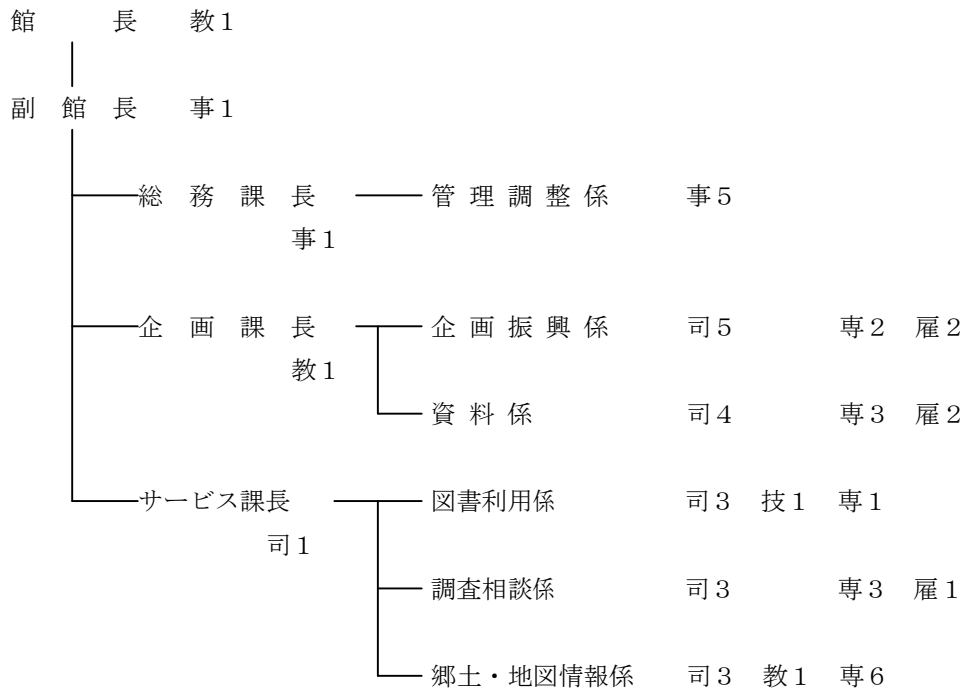 館　　長　教１
副　館　長　事１
総　務　課　長　管　理　調　整　係　事５
事１
企　画　課　長　企　画　振　興　係　司５　専２　雇２
教１
資　料　係　司４　専３　雇２
サービス課長　図書利用係　司３　技１　専１
司１
調査相談係　司３　専３　雇１
郷土・地図情報係　司３　教１　専６